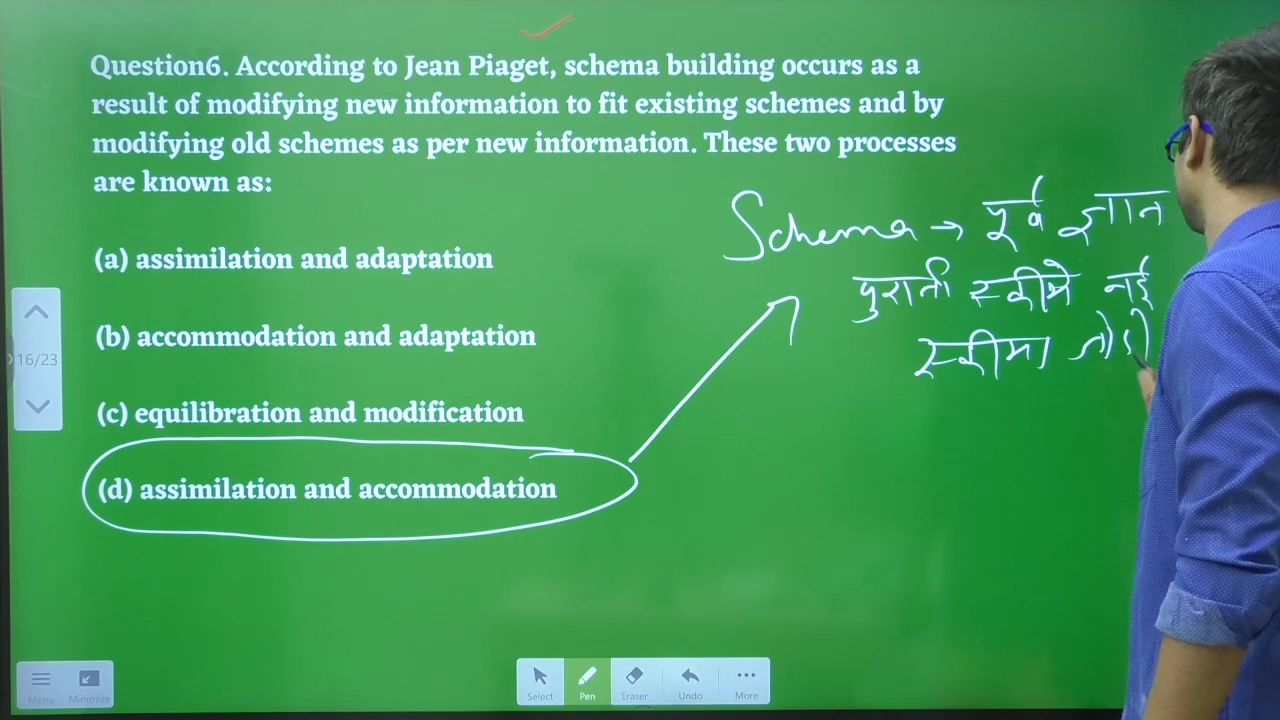 Question6. According to Jean Piaget, schema building occurs as a
result of modifying new information to fit existing schemes and by
modifying old schemes as per new information. These two processes
are known as:
(a) assimilation and adaptation
(b) accommodation and adaptation
(c) equilibration and modification
(d) assimilation and accommodation
Schema → पूर्व ज्ञान
पुरानी स्कीमे नई
स्कीमा
16/23
Menu
Minimize
Select
Pen
Eraser
Undo
More